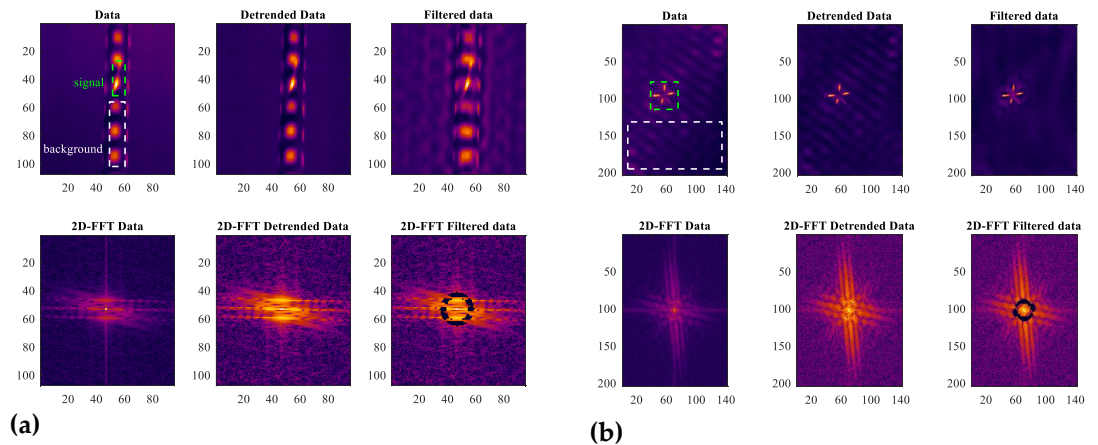 Data
Detrended Data
Filtered data
20
40
60
80
100
signal
background
20 40 60 80
20 40 60 80
20 40 60 80
2D-FFT Data
2D-FFT Detrended Data
2D-FFT Filtered data
20
40
60
80
100
20 40 60 80
20 40 60 80
20 40 60 80
(a)
Data
Detrended Data
Filtered data
50
100
150
200
50
100
150
200
50
100
150
200
20 60 100 140
20 60 100 140
20 60 100 140
2D-FFT Data
2D-FFT Detrended Data
2D-FFT Filtered data
50
100
150
200
50
100
150
200
50
100
150
200
20 60 100 140
20 60 100 140
20 60 100 140
(b)